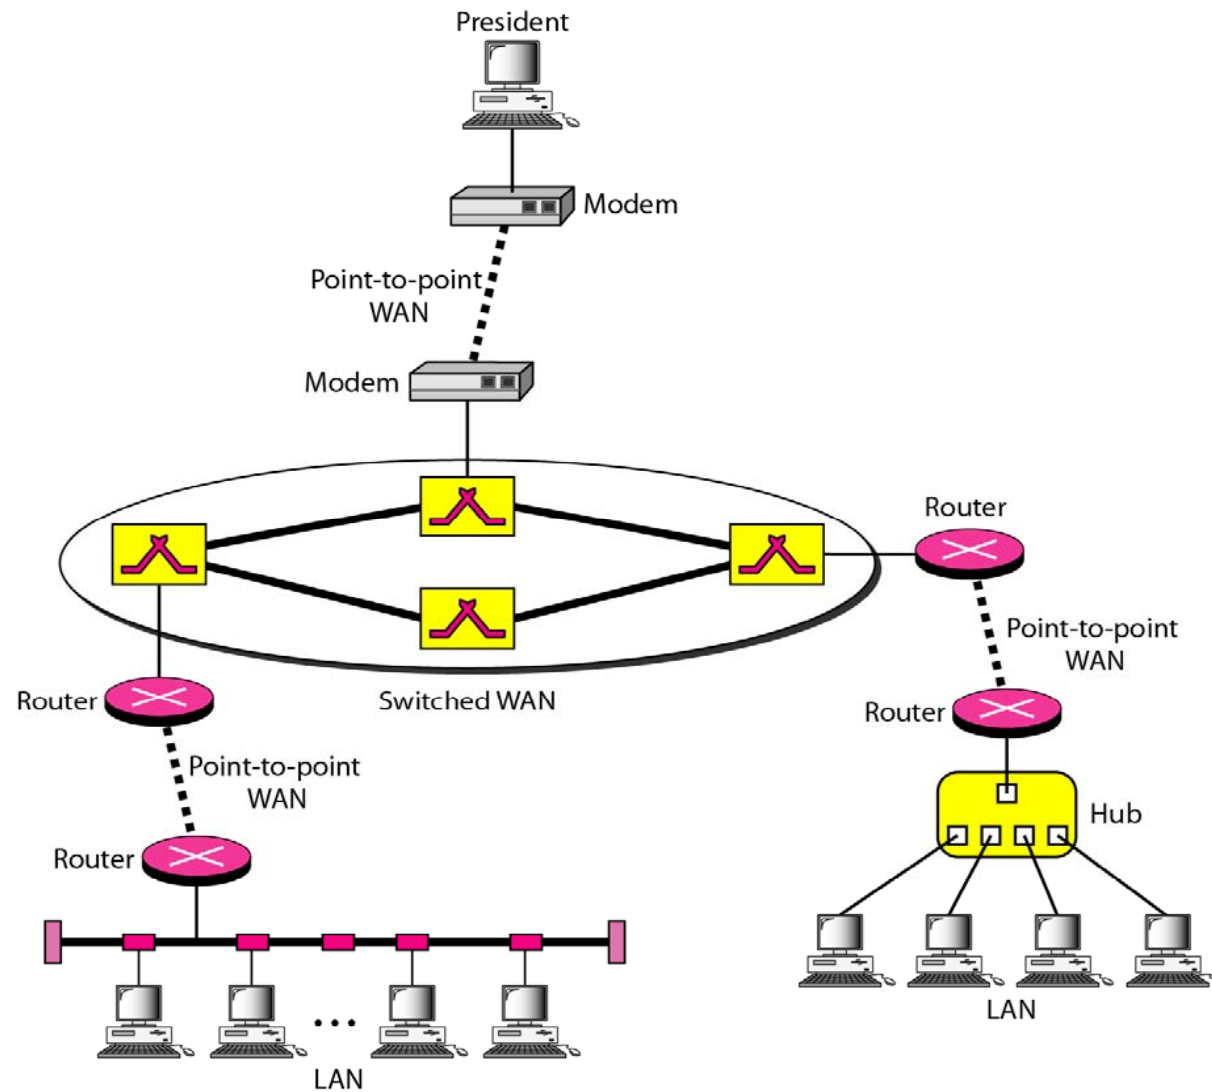 President
Modem
Point-to-point
WAN
Modem
Router
Point-to-point
WAN
Router
Switched WAN
Router
Point-to-point
WAN
Hub
Router
LAN
LAN